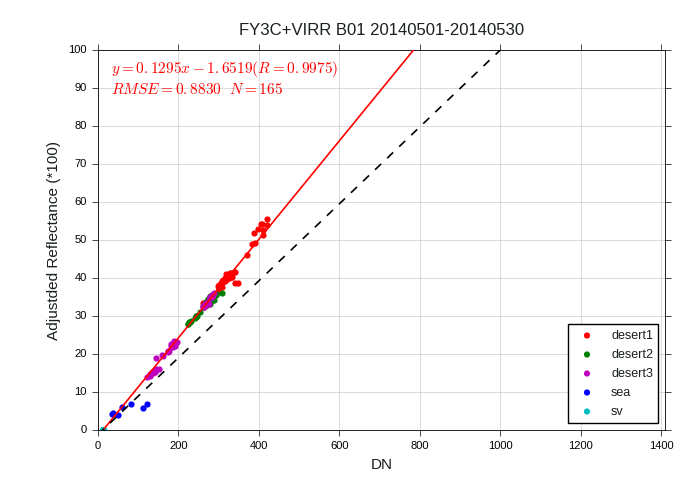 FY3C+VIRR B01 20140501-20140530
y = 0.1295x − 1.6519(R = 0.9975)
RMSE = 0.8830 N = 165
Adjustded Reflectance (*100)
100
90
80
70
60
50
40
30
20
10
0
0 200 400 600 800 1000 1200 1400
DN
desert1
desert2
desert3
sea
sv